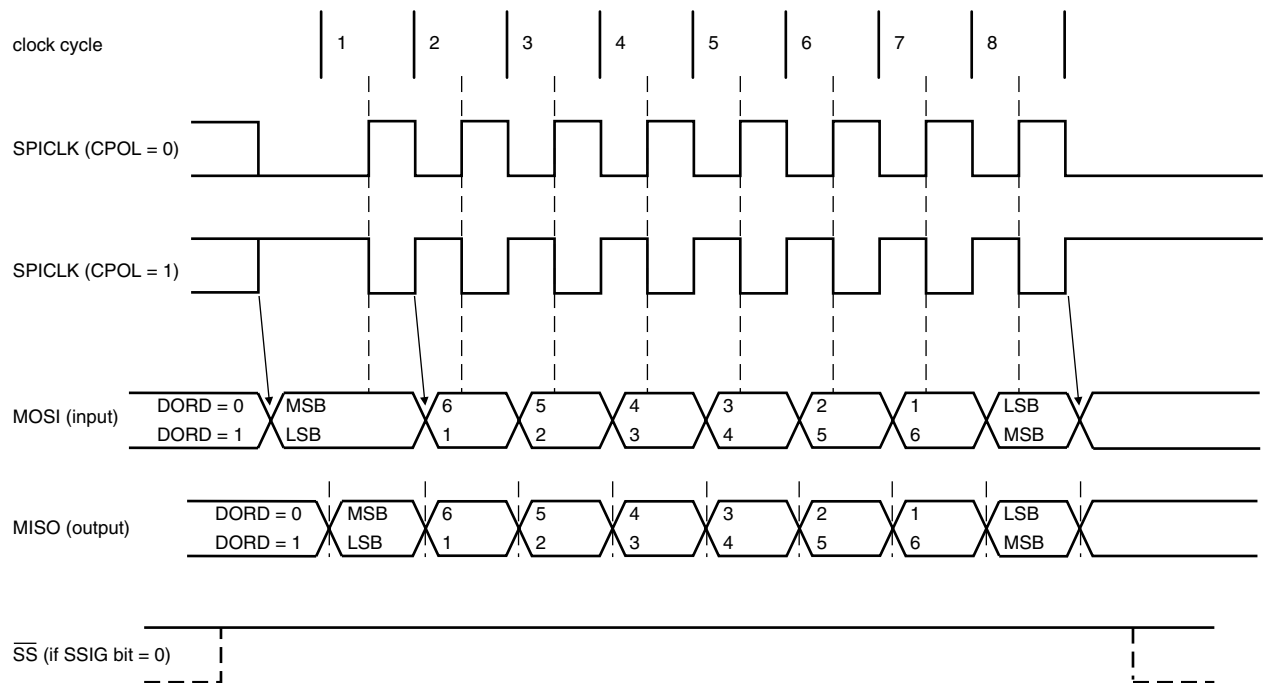 clock cycle 1 2 3 4 5 6 7 8
SPICLK (CPOL = 0)
SPICLK (CPOL = 1)
MOSI (input)
DORD = 0 MSB 6 5 4 3 2 1 LSB
DORD = 1 LSB 1 2 3 4 5 6 MSB
MISO (output)
DORD = 0 MSB 6 5 4 3 2 1 LSB
DORD = 1 LSB 1 2 3 4 5 6 MSB
S̅S̅ (if SSIG bit = 0)